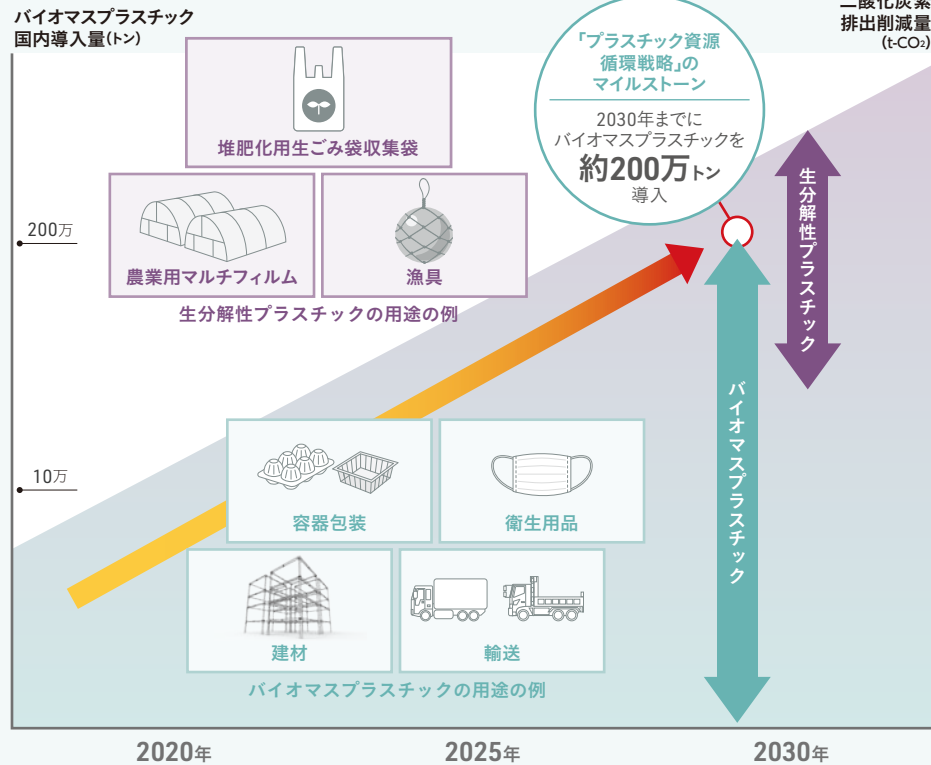 バイオマスプラスチック
国内導入量(トン)
二酸化炭素
排出削減量
(t-CO₂)
「プラスチック資源
循環戦略」の
マイルストーン
2030年までに
バイオマスプラスチックを
約200万トン
導入
堆肥化用生ごみ袋収集袋
農業用マルチフィルム
漁具
生分解性プラスチックの用途の例
200万
10万
生分解性プラスチック
バイオマスプラスチック
容器包装
衛生用品
建材
輸送
バイオマスプラスチックの用途の例
2020年
2025年
2030年